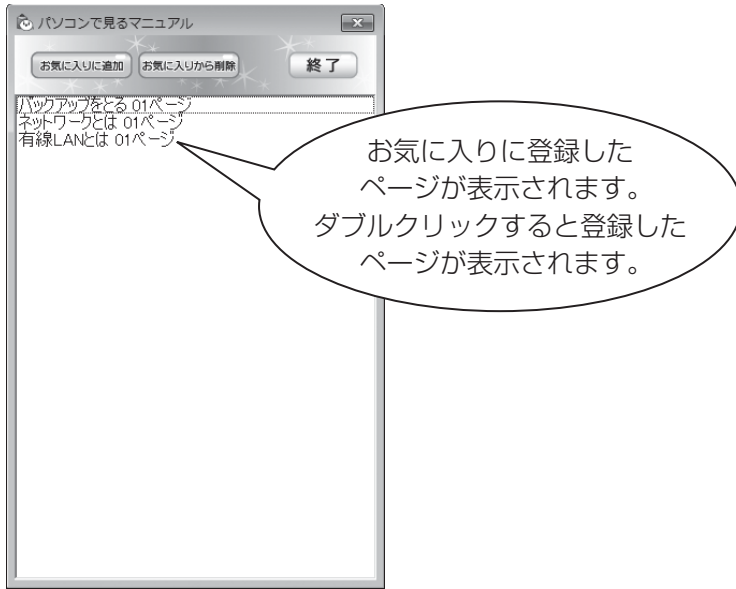 パソコンで見るマニュアル
お気に入りに追加 お気に入りから削除 終了
バックアップをとる 01ページ
ネットワークとは 01ページ
有線LANとは 01ページ
お気に入りに登録した
ページが表示されます。
ダブルクリックすると登録した
ページが表示されます。